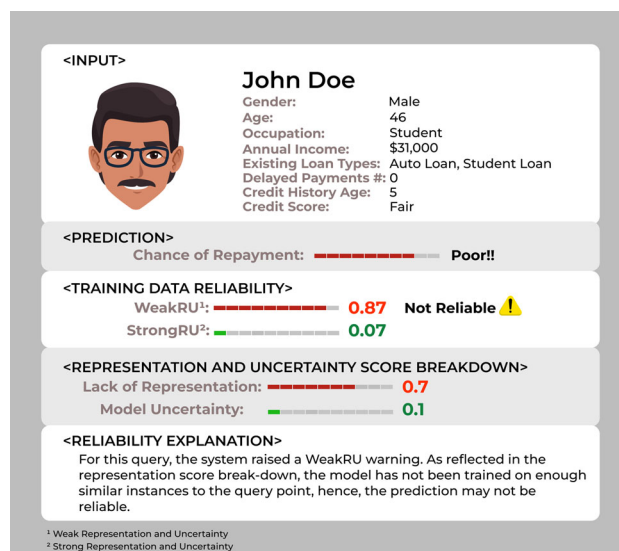 <INPUT>
John Doe
Gender: Male
Age: 46
Occupation: Student
Annual Income: $31,000
Existing Loan Types: Auto Loan, Student Loan
Delayed Payments #: 0
Credit History Age: 5
Credit Score: Fair
<PREDICTION>
Chance of Repayment: Poor!!
<TRAINING DATA RELIABILITY>
WeakRU¹: 0.87 Not Reliable
StrongRU²: 0.07
<REPRESENTATION AND UNCERTAINTY SCORE BREAKDOWN>
Lack of Representation: 0.7
Model Uncertainty: 0.1
<RELIABILITY EXPLANATION>
For this query, the system raised a WeakRU warning. As reflected in the
representation score break-down, the model has not been trained on enough
similar instances to the query point, hence, the prediction may not be
reliable.
¹ Weak Representation and Uncertainty
² Strong Representation and Uncertainty